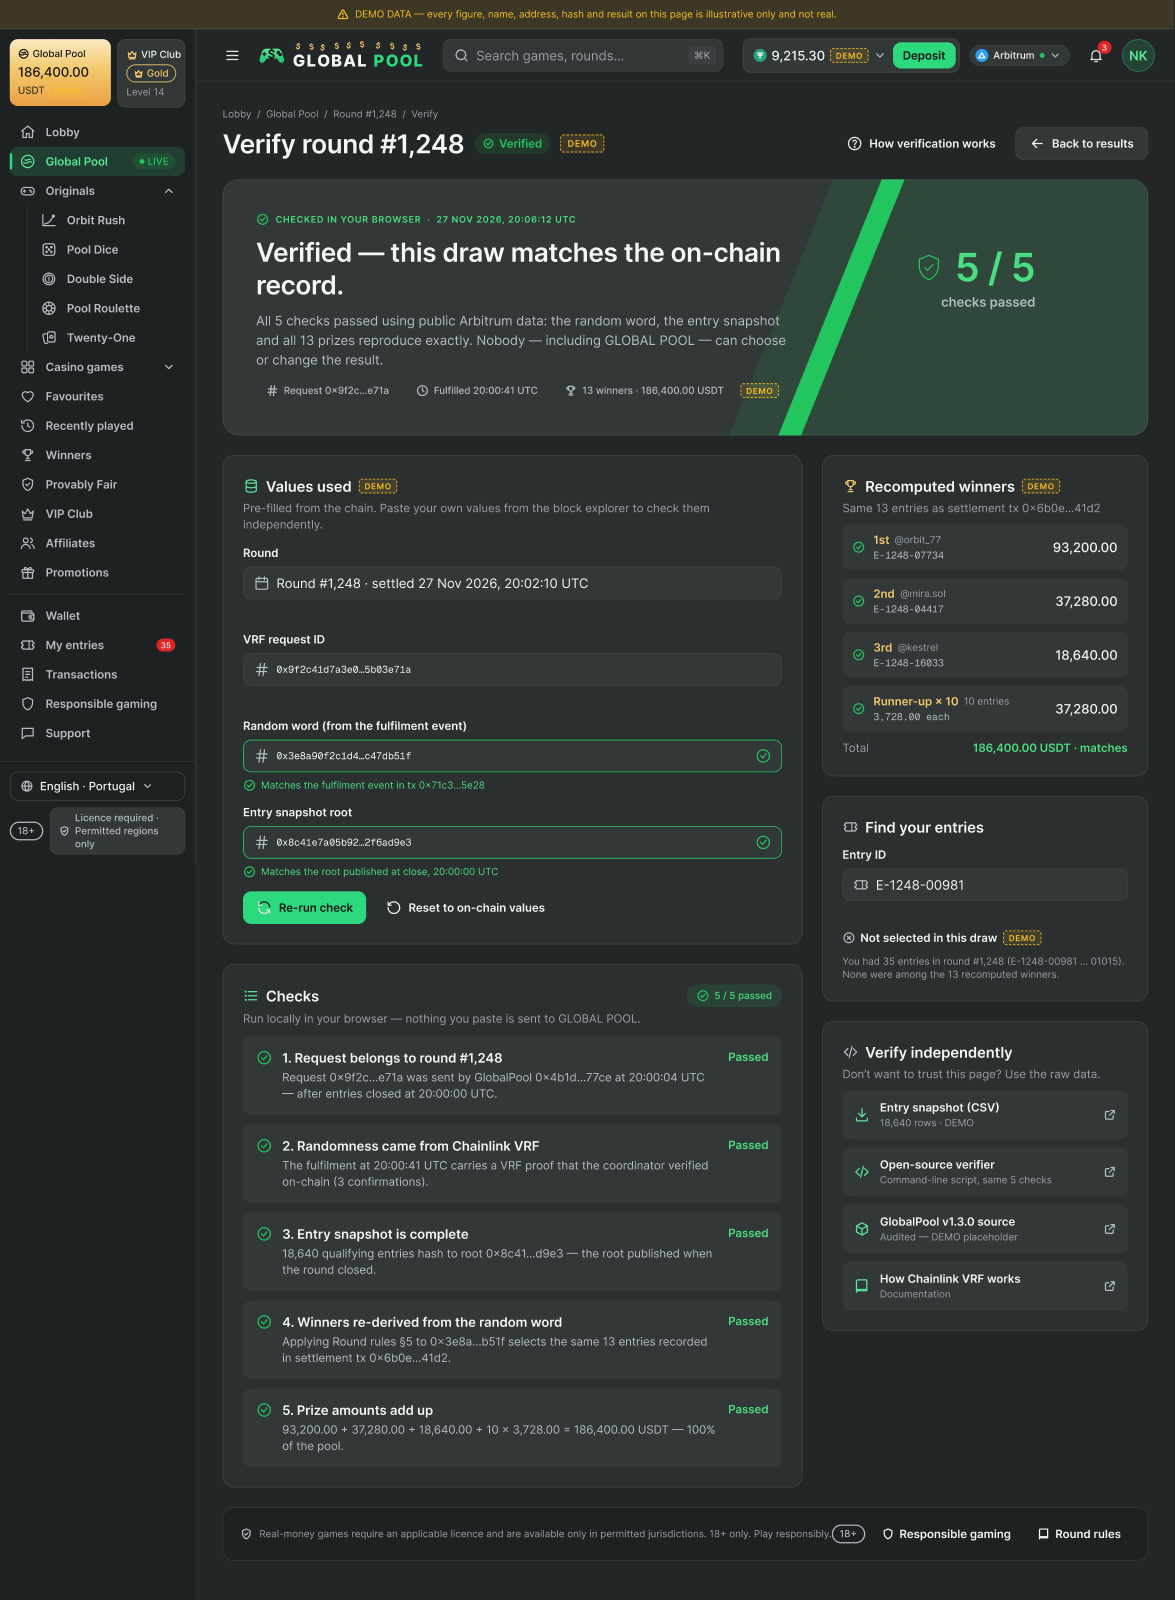 DEMO DATA — every figure, name, address, hash and result on this page is illustrative only and not real.
Global Pool
186,400.00
USDT
VIP Club
Gold
Level 14
Lobby
Global Pool
LIVE
Originals
Orbit Rush
Pool Dice
Double Side
Pool Roulette
Twenty-One
Casino games
Favourites
Recently played
Winners
Provably Fair
VIP Club
Affiliates
Promotions
Wallet
My entries
35
Transactions
Responsible gaming
Support
English · Portugal
18+
Licence required ·
Permitted regions
only
GLOBAL POOL
Search games, rounds...
⌘K
9,215.30
DEMO
Deposit
Arbitrum
3
NK
Lobby / Global Pool / Round #1,248 / Verify
Verify round #1,248
Verified
DEMO
How verification works
Back to results
CHECKED IN YOUR BROWSER · 27 NOV 2026, 20:06:12 UTC
Verified — this draw matches the on-chain
record.
All 5 checks passed using public Arbitrum data: the random word, the entry snapshot
and all 13 prizes reproduce exactly. Nobody — including GLOBAL POOL — can choose
or change the result.
Request 0×9f2c…e71a
Fulfilled 20:00:41 UTC
13 winners · 186,400.00 USDT
DEMO
5 / 5
checks passed
Values used
DEMO
Pre-filled from the chain. Paste your own values from the block explorer to check them
independently.
Round
Round #1,248 · settled 27 Nov 2026, 20:02:10 UTC
VRF request ID
0x9f2c41d7a3e0…5b03e71a
Random word (from the fulfilment event)
0x3e8a90f2c1d4…c47db51f
Matches the fulfilment event in tx 0×71c3…5e28
Entry snapshot root
0x8c41e7a05b92…2f6ad9e3
Matches the root published at close, 20:00:00 UTC
Re-run check
Reset to on-chain values
Checks
5 / 5 passed
Run locally in your browser — nothing you paste is sent to GLOBAL POOL.
1. Request belongs to round #1,248
Passed
Request 0×9f2c…e71a was sent by GlobalPool 0×4b1d…77ce at 20:00:04 UTC
— after entries closed at 20:00:00 UTC.
2. Randomness came from Chainlink VRF
Passed
The fulfilment at 20:00:41 UTC carries a VRF proof that the coordinator verified
on-chain (3 confirmations).
3. Entry snapshot is complete
Passed
18,640 qualifying entries hash to root 0×8c41…d9e3 — the root published when
the round closed.
4. Winners re-derived from the random word
Passed
Applying Round rules §5 to 0×3e8a…b51f selects the same 13 entries recorded
in settlement tx 0×6b0e…41d2.
5. Prize amounts add up
Passed
93,200.00 + 37,280.00 + 18,640.00 + 10 × 3,728.00 = 186,400.00 USDT — 100%
of the pool.
Recomputed winners
DEMO
Same 13 entries as settlement tx 0×6b0e…41d2
1st @orbit_77
E-1248-07734
93,200.00
2nd @mira.sol
E-1248-04417
37,280.00
3rd @kestrel
E-1248-16033
18,640.00
Runner-up × 10 10 entries
3,728.00 each
37,280.00
Total
186,400.00 USDT · matches
Find your entries
Entry ID
E-1248-00981
Not selected in this draw
DEMO
You had 35 entries in round #1,248 (E-1248-00981 … 01015).
None were among the 13 recomputed winners.
Verify independently
Don't want to trust this page? Use the raw data.
Entry snapshot (CSV)
18,640 rows · DEMO
Open-source verifier
Command-line script, same 5 checks
GlobalPool v1.3.0 source
Audited — DEMO placeholder
How Chainlink VRF works
Documentation
Real-money games require an applicable licence and are available only in permitted jurisdictions. 18+ only. Play responsibly.
18+
Responsible gaming
Round rules